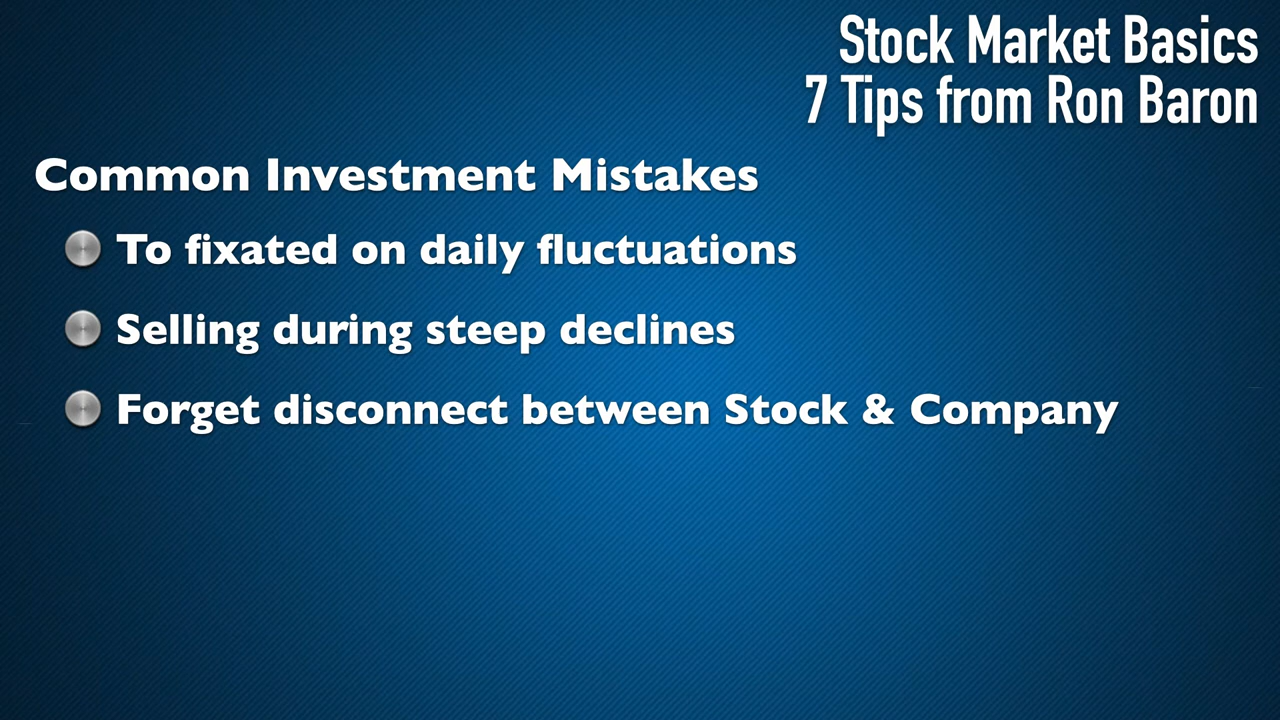 Stock Market Basics
7 Tips from Ron Baron
Common Investment Mistakes
To fixated on daily fluctuations
Selling during steep declines
Forget disconnect between Stock & Company